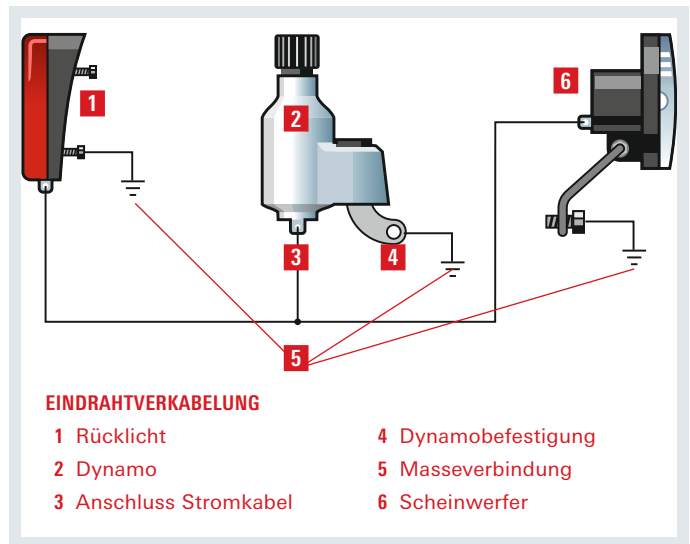 1
2
6
3
4
5
EINDRAHTVERKABELUNG
1 Rücklicht
2 Dynamo
3 Anschluss Stromkabel
4 Dynamobefestigung
5 Masseverbindung
6 Scheinwerfer